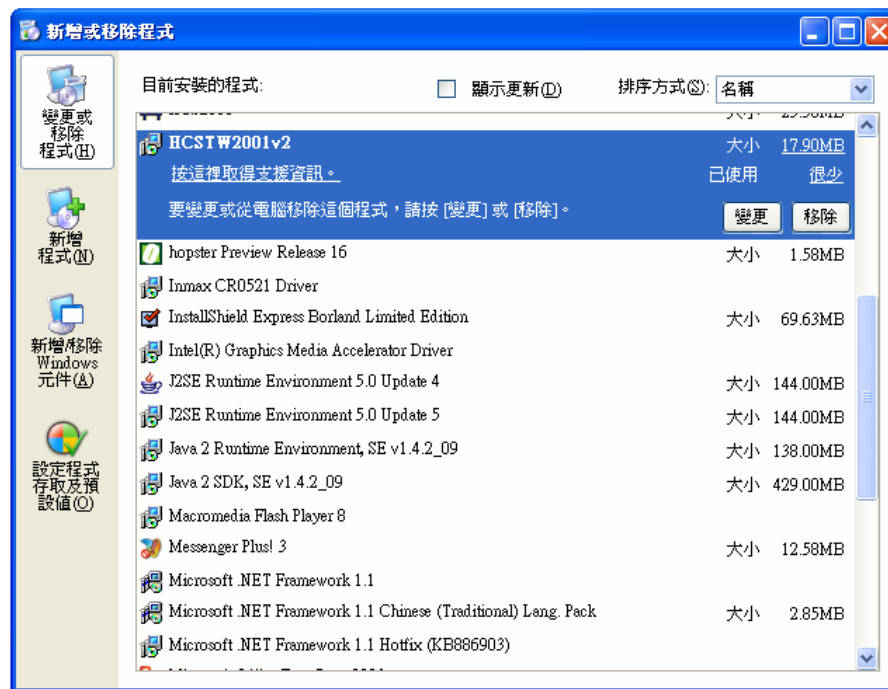 新增或移除程式
變更或
移除
程式(H)
新增
程式(N)
新增/移除
Windows
元件(A)
設定程式
存取及預
設值(O)
目前安裝的程式:
顯示更新(D)
排序方式(S): 名稱
HCSTW2001v2 大小 17.90MB
按這裡取得支援資訊。 已使用 很少
要變更或從電腦移除這個程式，請按 [變更] 或 [移除]。 變更 移除
hopster Preview Release 16 大小 1.58MB
Inmax CR0521 Driver
InstallShield Express Borland Limited Edition 大小 69.63MB
Intel(R) Graphics Media Accelerator Driver
J2SE Runtime Environment 5.0 Update 4 大小 144.00MB
J2SE Runtime Environment 5.0 Update 5 大小 144.00MB
Java 2 Runtime Environment, SE v1.4.2_09 大小 138.00MB
Java 2 SDK, SE v1.4.2_09 大小 429.00MB
Macromedia Flash Player 8
Messenger Plus! 3 大小 12.58MB
Microsoft .NET Framework 1.1
Microsoft .NET Framework 1.1 Chinese (Traditional) Lang. Pack 大小 2.85MB
Microsoft .NET Framework 1.1 Hotfix (KB886903)